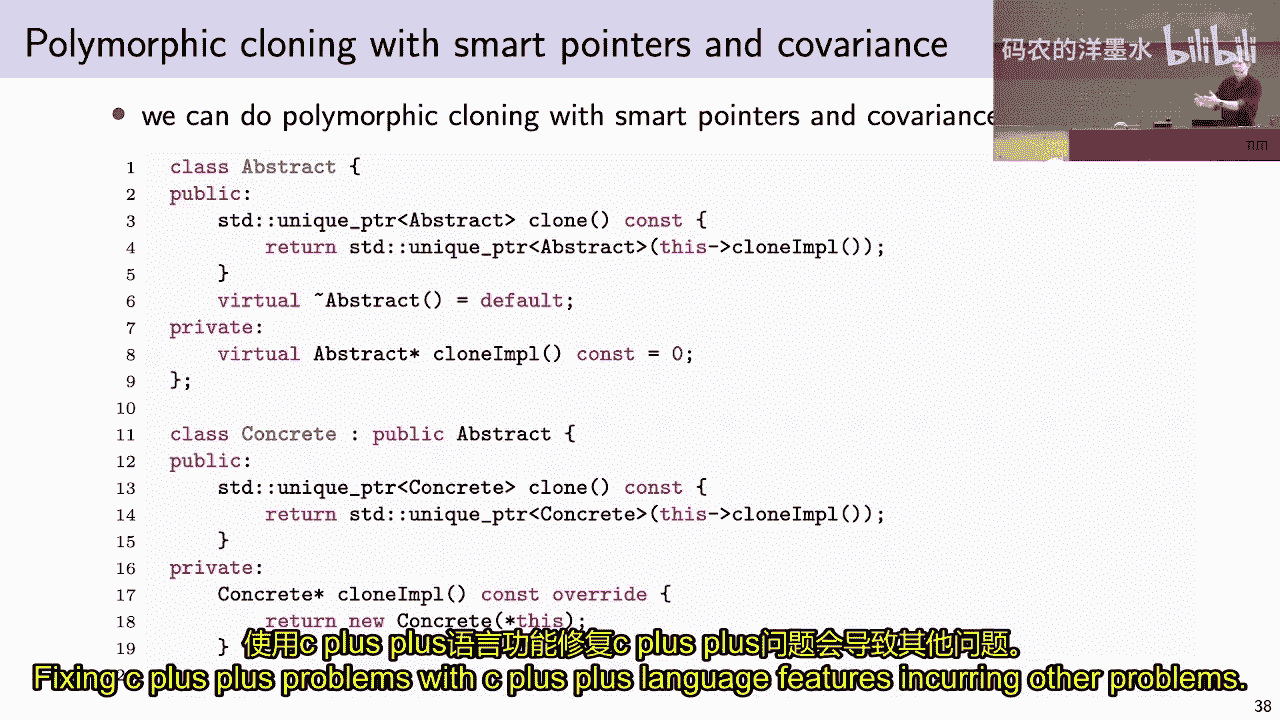 Polymorphic cloning with smart pointers and covariance
码农的洋墨水 bilibili
• we can do polymorphic cloning with smart pointers and covariance
1 class Abstract {
2 public:
3 std::unique_ptr<Abstract> clone() const {
4 return std::unique_ptr<Abstract>(this->cloneImpl());
5 }
6 virtual ~Abstract() = default;
7 private:
8 virtual Abstract* cloneImpl() const = 0;
9 };
10
11 class Concrete : public Abstract {
12 public:
13 std::unique_ptr<Concrete> clone() const {
14 return std::unique_ptr<Concrete>(this->cloneImpl());
15 }
16 private:
17 Concrete* cloneImpl() const override {
18 return new Concrete(*this);
19 }
使用c plus plus语言功能修复c plus plus问题会导致其他问题。
Fixing c plus plus problems with c plus plus language features incurring other problems.
38